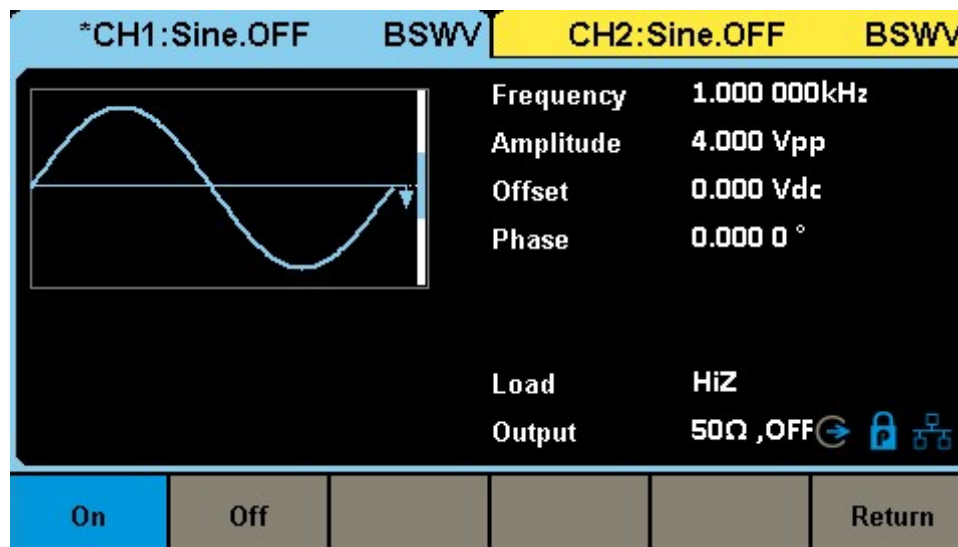 *CH1:Sine.OFF BSWV CH2:Sine.OFF BSWV
Frequency 1.000 000kHz
Amplitude 4.000 Vpp
Offset 0.000 Vdc
Phase 0.000 0 °
Load HiZ
Output 50Ω ,OFF P
On Off Return